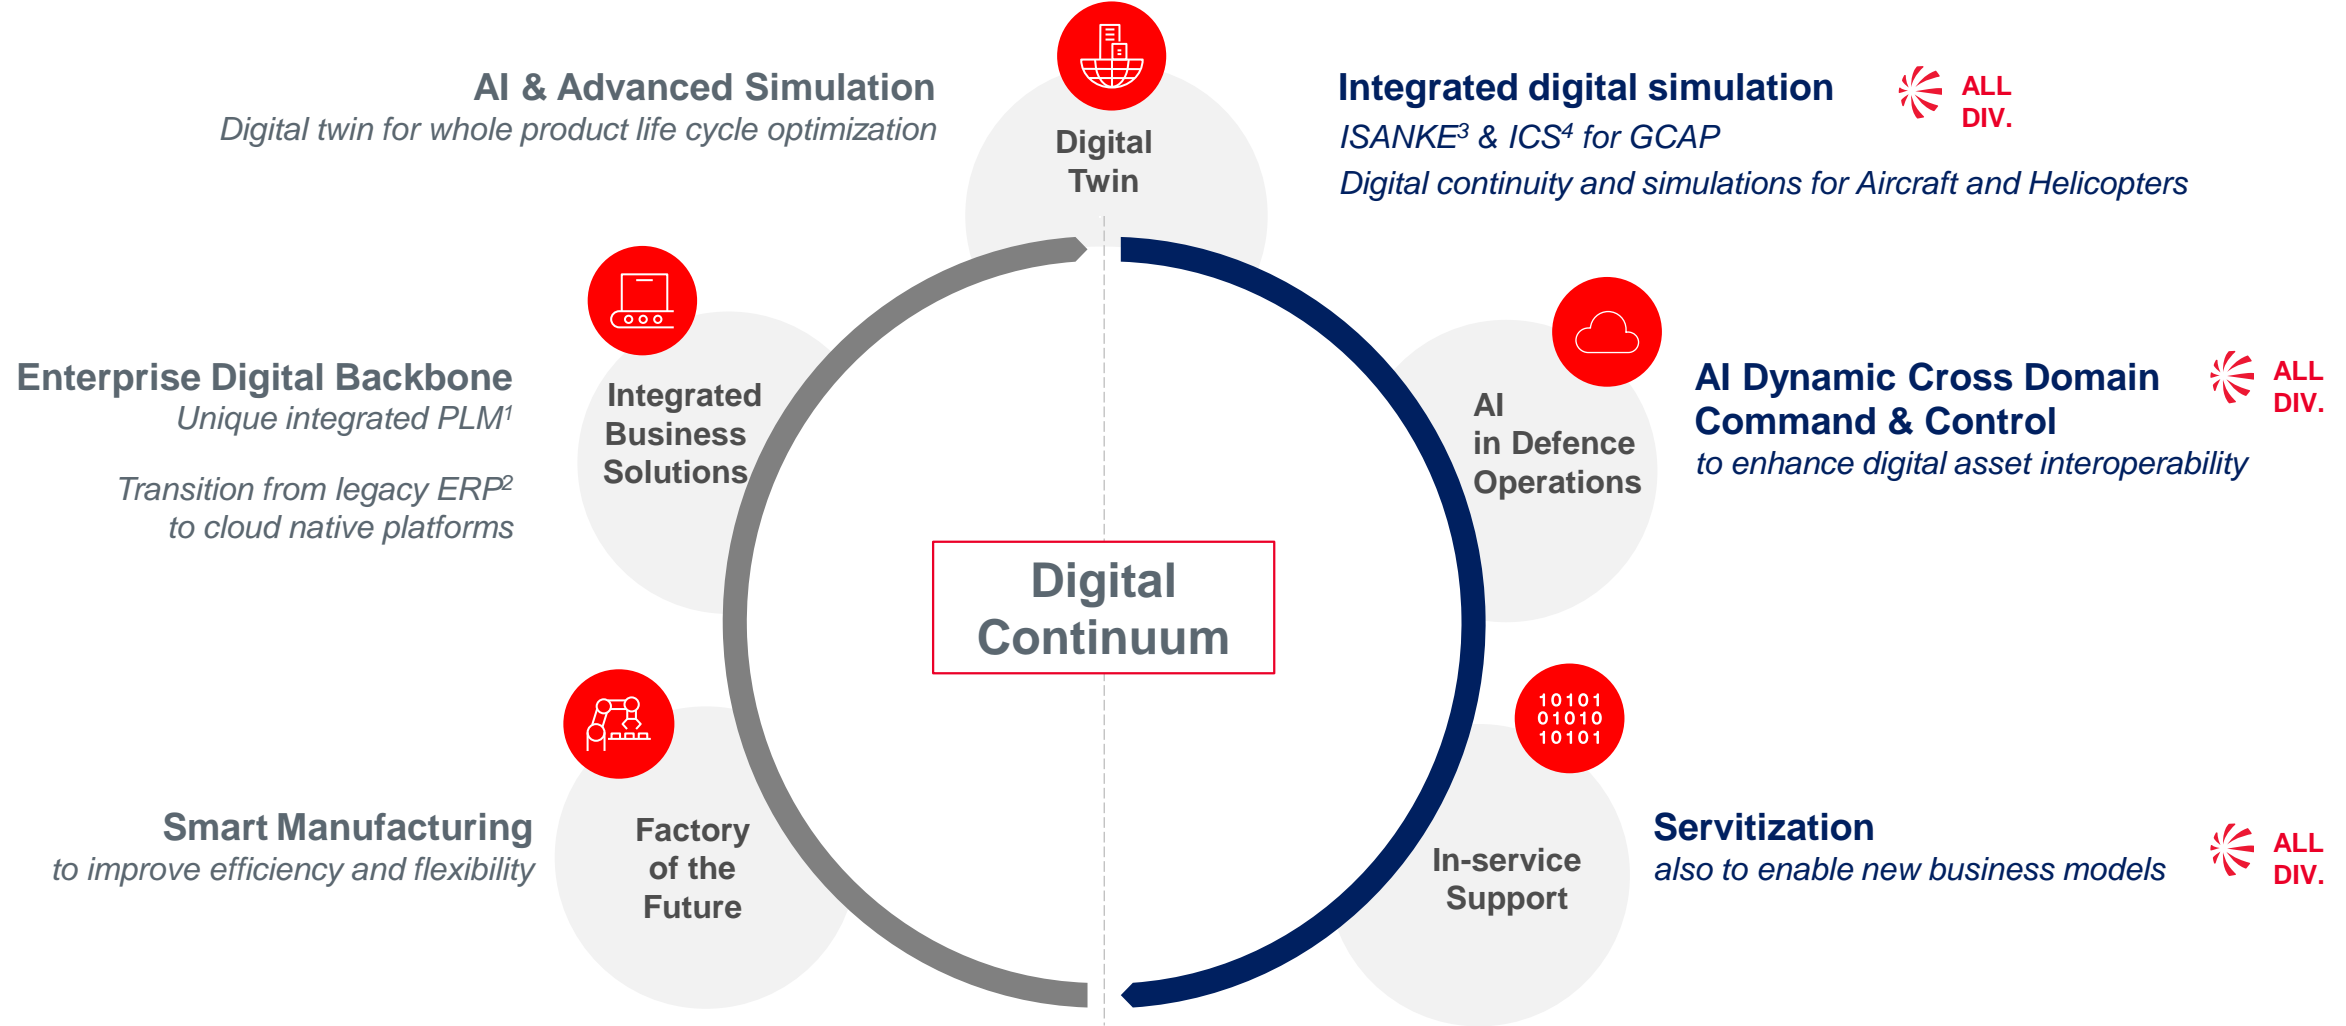 AI & Advanced Simulation
Digital twin for whole product life cycle optimization
Digital
Twin
Integrated digital simulation
ISANKE³ & ICS⁴ for GCAP
Digital continuity and simulations for Aircraft and Helicopters
ALL
DIV.
Enterprise Digital Backbone
Unique integrated PLM¹
Transition from legacy ERP²
to cloud native platforms
Integrated
Business
Solutions
AI
in Defence
Operations
AI Dynamic Cross Domain
Command & Control
to enhance digital asset interoperability
ALL
DIV.
Digital
Continuum
Smart Manufacturing
to improve efficiency and flexibility
Factory
of the
Future
10101
01010
10101
In-service
Support
Servitization
also to enable new business models
ALL
DIV.